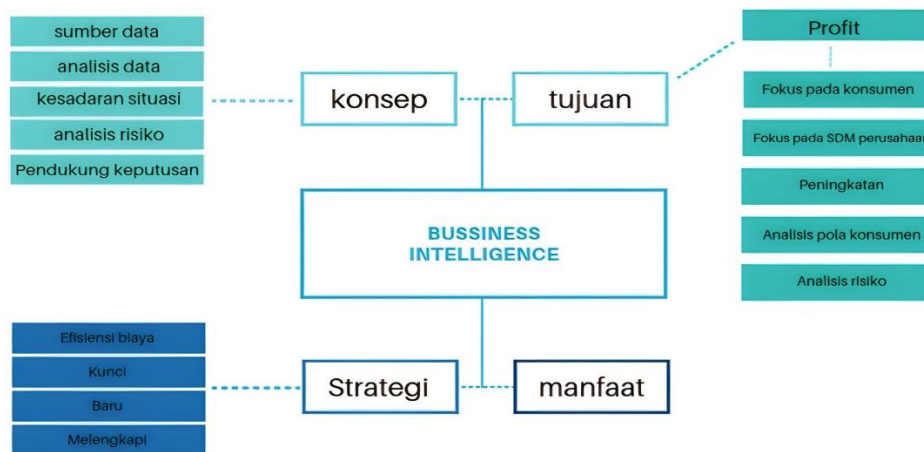 sumber data
analisis data
kesadaran situasi
analisis risiko
Pendukung keputusan
konsep
tujuan
Profit
Fokus pada konsumen
Fokus pada SDM perusahaan
Peningkatan
Analisis pola konsumen
Analisis risiko
BUSSINESS
INTELLIGENCE
Efisiensi biaya
Kunci
Baru
Melengkapi
Strategi
manfaat